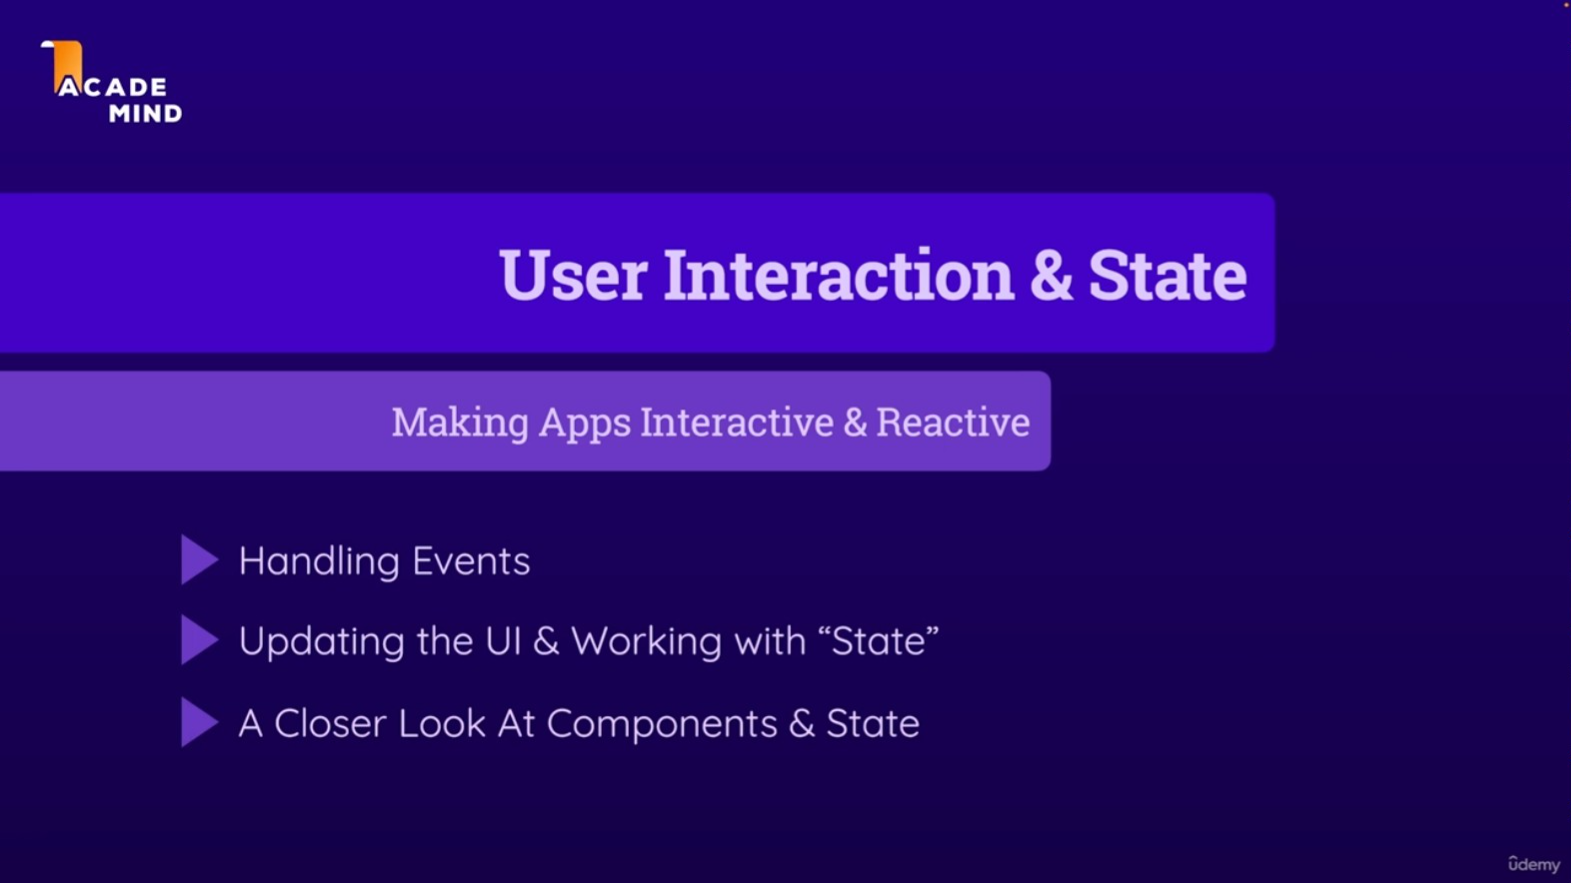 ACADE
MIND
User Interaction & State
Making Apps Interactive & Reactive
Handling Events
Updating the UI & Working with “State”
A Closer Look At Components & State
ûdemy